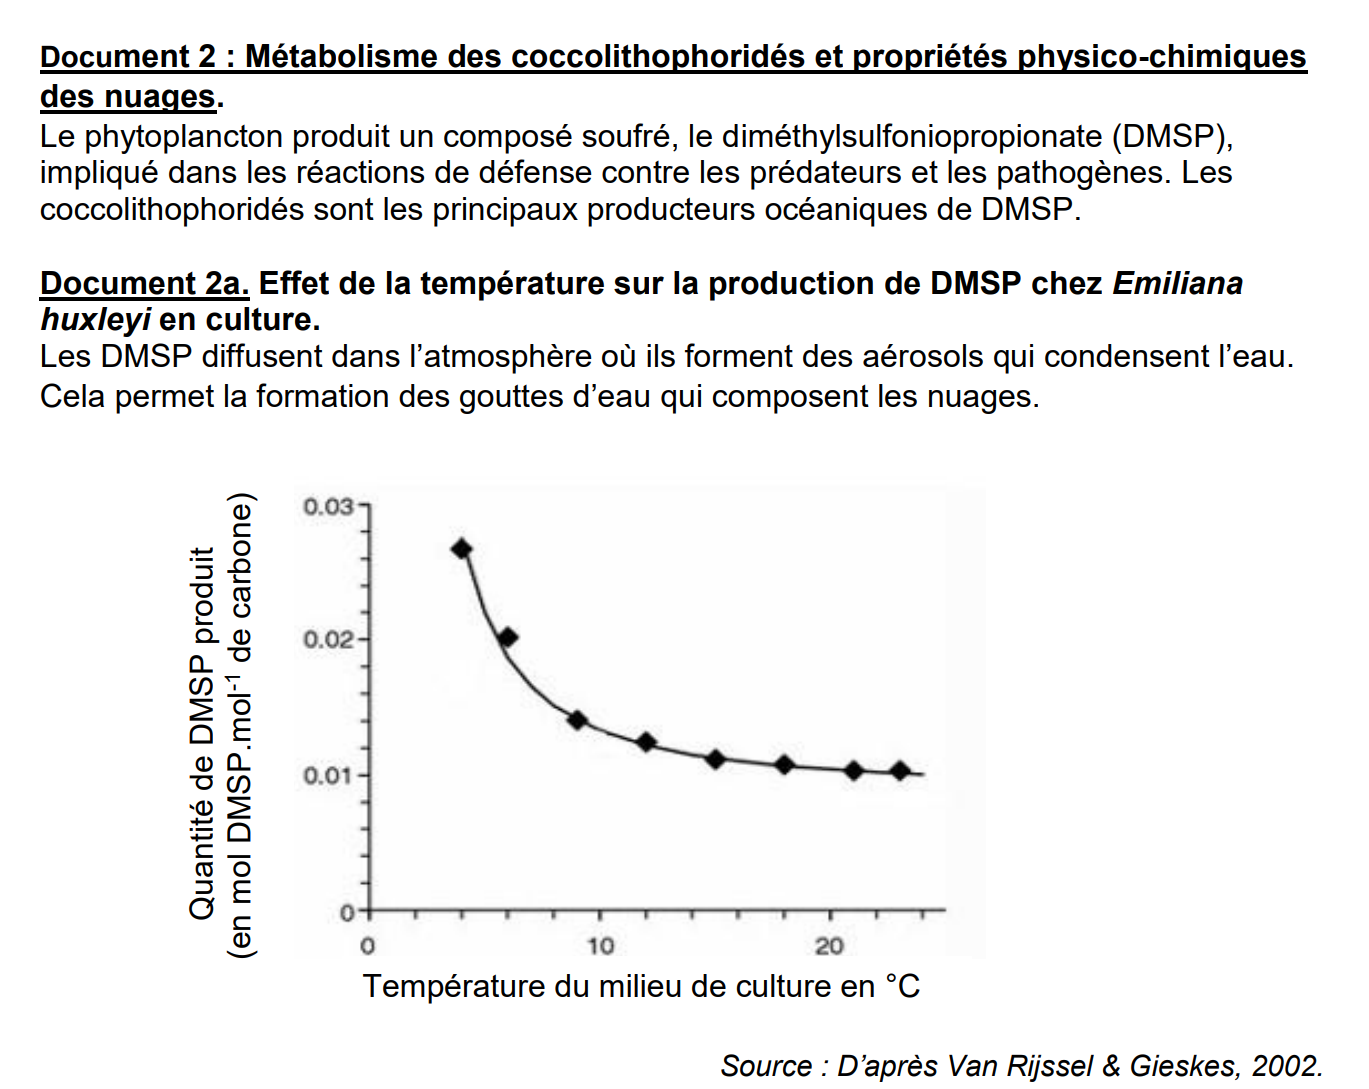 Document 2 : Métabolisme des coccolithophoridés et propriétés physico-chimiques
des nuages.
Le phytoplancton produit un composé soufré, le diméthylsulfoniopropionate (DMSP),
impliqué dans les réactions de défense contre les prédateurs et les pathogènes. Les
coccolithophoridés sont les principaux producteurs océaniques de DMSP.
Document 2a. Effet de la température sur la production de DMSP chez Emiliana
huxleyi en culture.
Les DMSP diffusent dans l'atmosphère où ils forment des aérosols qui condensent l'eau.
Cela permet la formation des gouttes d'eau qui composent les nuages.
Quantité de DMSP produit
(en mol DMSP.mol⁻¹ de carbone)
0.03
0.02
0.01
0
0 10 20
Température du milieu de culture en °C
Source : D'après Van Rijssel & Gieskes, 2002.